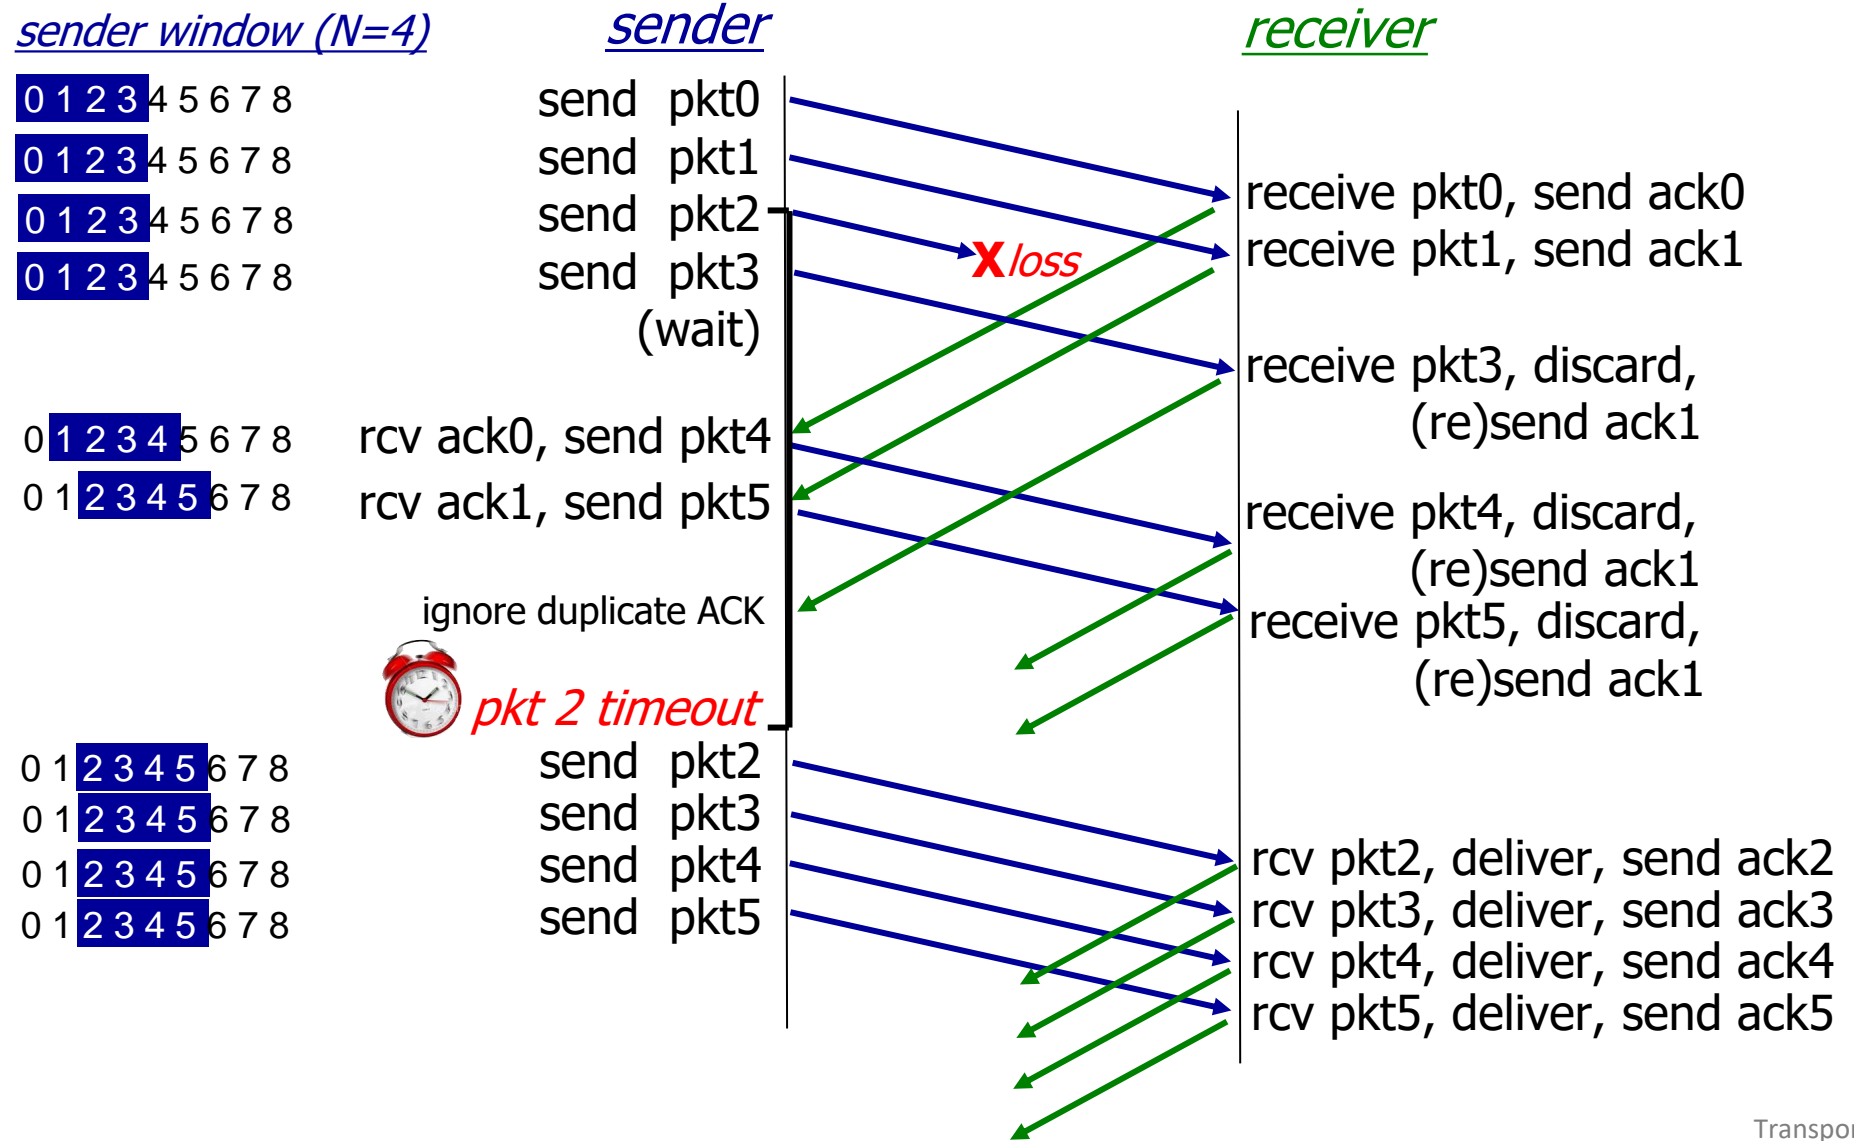 sender window (N=4) sender receiver
0 1 2 3 4 5 6 7 8 send pkt0
0 1 2 3 4 5 6 7 8 send pkt1
receive pkt0, send ack0
0 1 2 3 4 5 6 7 8 send pkt2
receive pkt1, send ack1
0 1 2 3 4 5 6 7 8 send pkt3
X loss
(wait)
receive pkt3, discard,
(re)send ack1
0 1 2 3 4 5 6 7 8 rcv ack0, send pkt4
0 1 2 3 4 5 6 7 8 rcv ack1, send pkt5
receive pkt4, discard,
(re)send ack1
ignore duplicate ACK
receive pkt5, discard,
(re)send ack1
pkt 2 timeout
0 1 2 3 4 5 6 7 8 send pkt2
0 1 2 3 4 5 6 7 8 send pkt3
0 1 2 3 4 5 6 7 8 send pkt4
0 1 2 3 4 5 6 7 8 send pkt5
rcv pkt2, deliver, send ack2
rcv pkt3, deliver, send ack3
rcv pkt4, deliver, send ack4
rcv pkt5, deliver, send ack5
Transpor